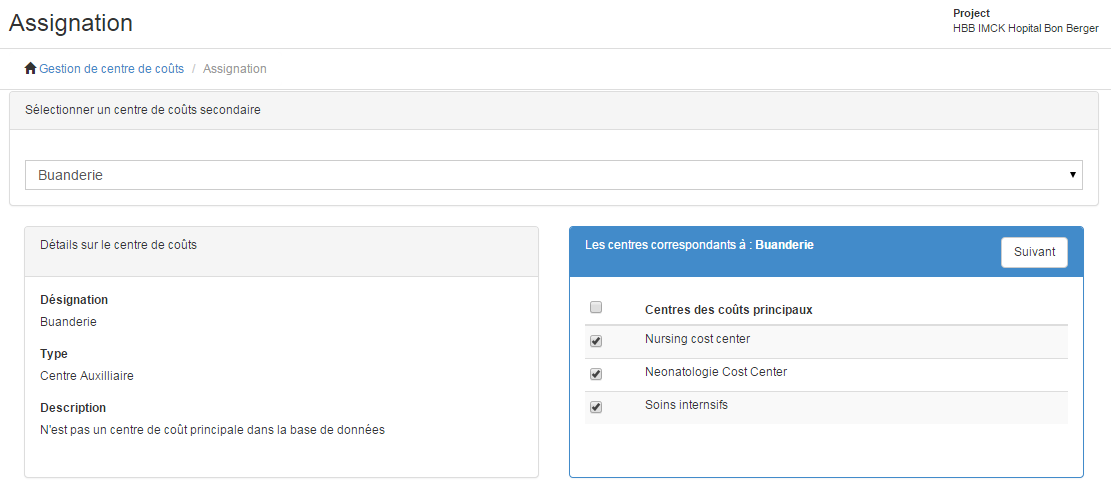 Assignation
Project
HBB IMCK Hopital Bon Berger
Gestion de centre de coûts / Assignation
Sélectionner un centre de coûts secondaire
Buanderie
Détails sur le centre de coûts
Désignation
Buanderie
Type
Centre Auxilliaire
Description
N'est pas un centre de coût principale dans la base de données
Les centres correspondants à : Buanderie
Suivant
Centres des coûts principaux
Nursing cost center
Neonatologie Cost Center
Soins internsifs